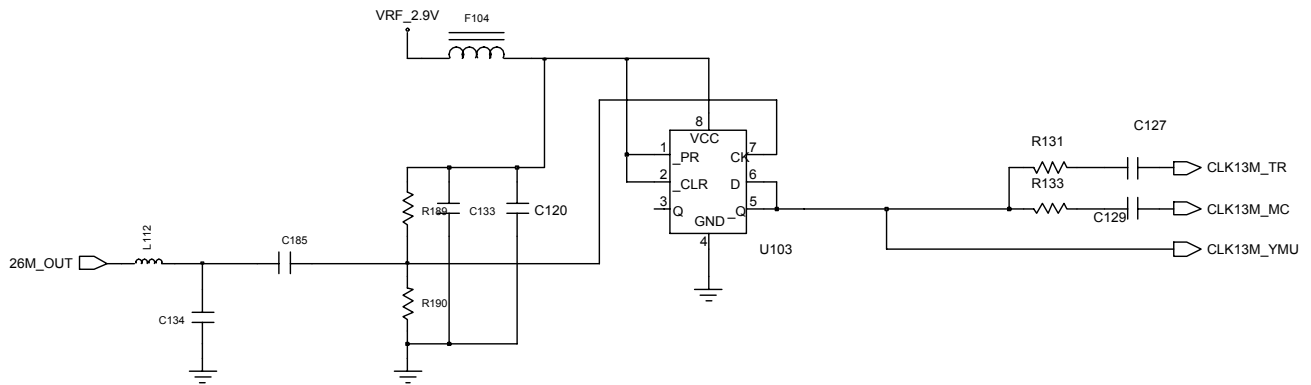 VRF_2.9V
F104
8
VCC
1
_PR
CK
7
2
_CLR
D
6
3
Q
_Q
5
GND
4
U103
R131
C127
CLK13M_TR
R133
C129
CLK13M_MC
CLK13M_YMU
R189
C133
C120
26M_OUT
L112
C185
C134
R190